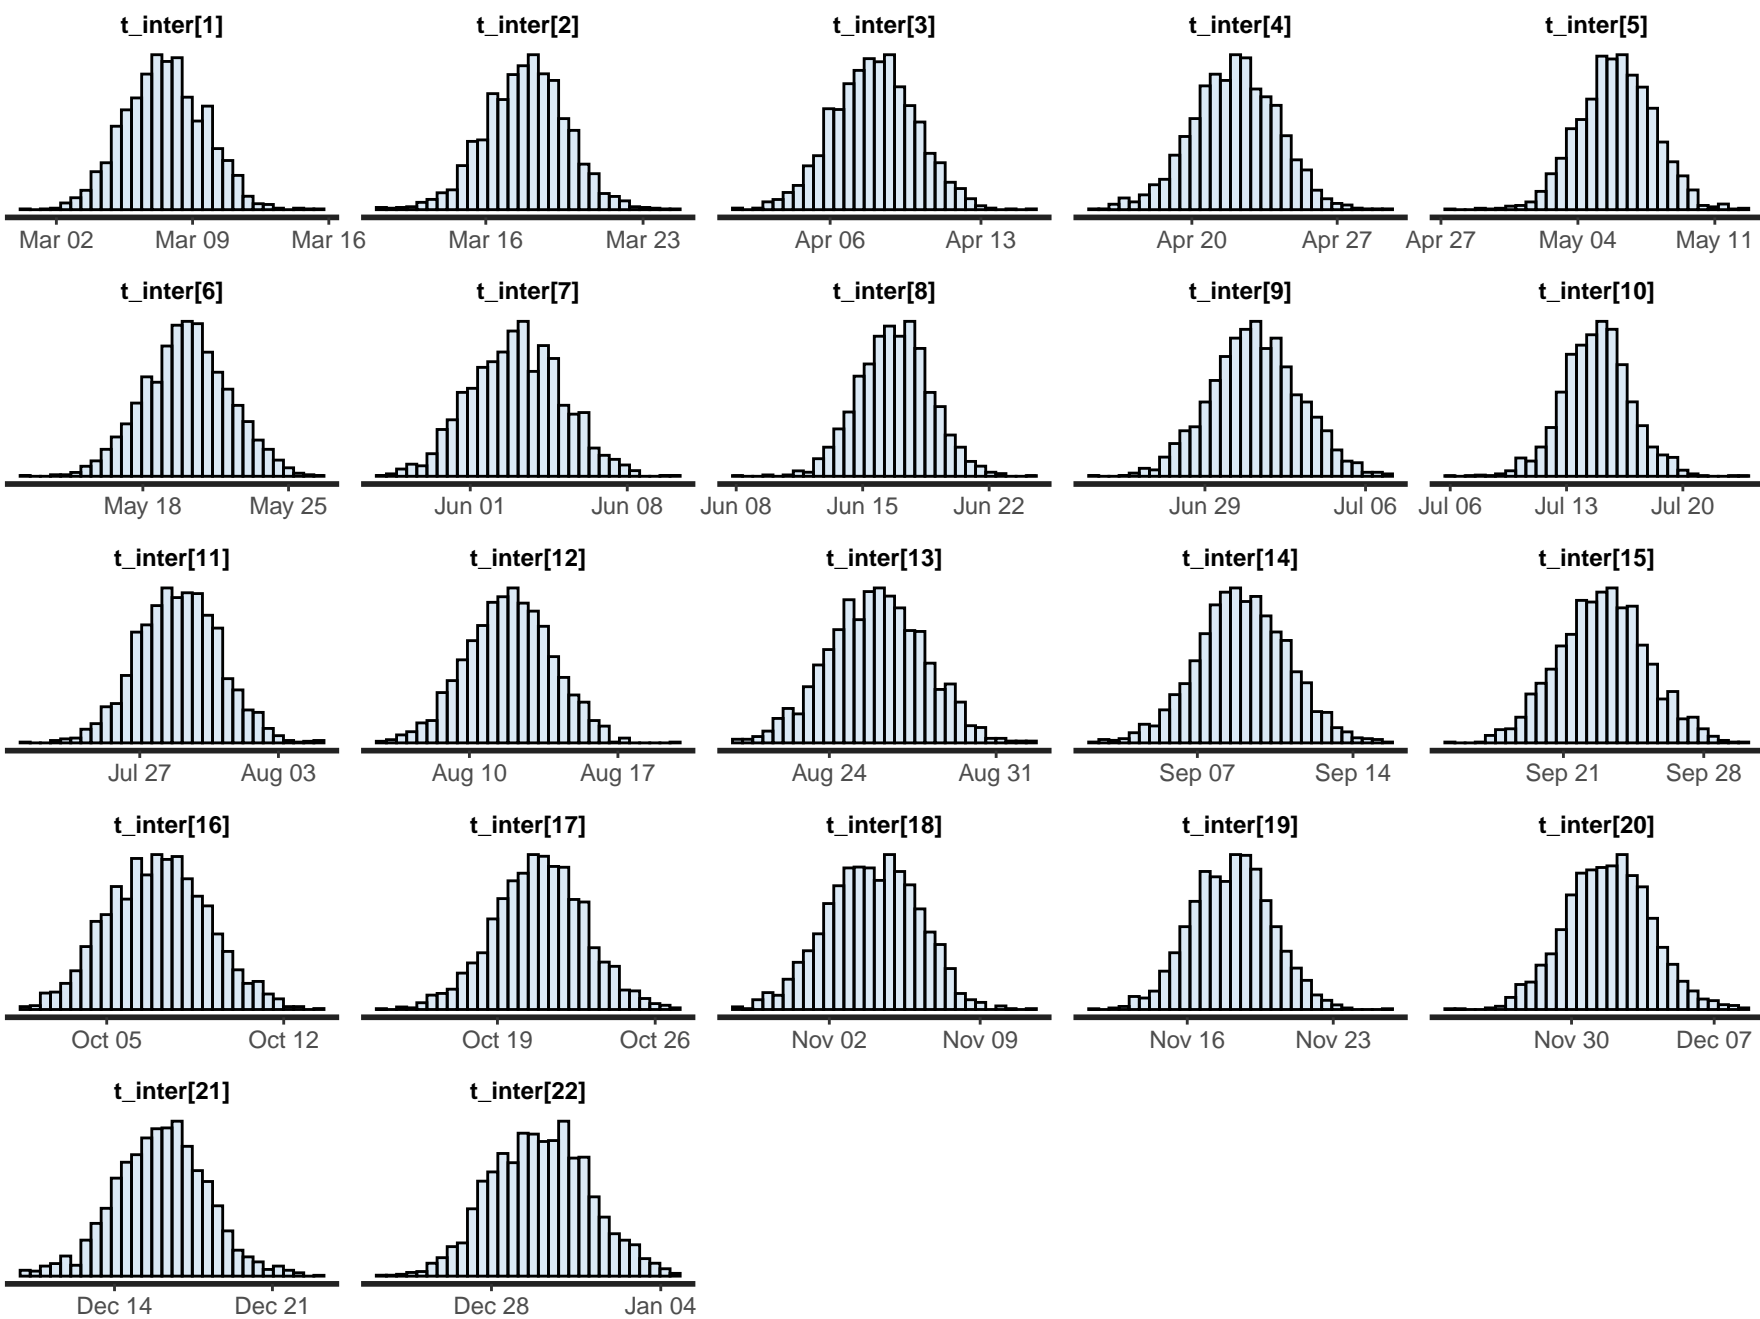 t_inter[1] t_inter[2] t_inter[3] t_inter[4] t_inter[5]
Mar 02 Mar 09 Mar 16 Mar 16 Mar 23 Apr 06 Apr 13 Apr 20 Apr 27 Apr 27 May 04 May 11
t_inter[6] t_inter[7] t_inter[8] t_inter[9] t_inter[10]
May 18 May 25 Jun 01 Jun 08 Jun 08 Jun 15 Jun 22 Jun 29 Jul 06 Jul 06 Jul 13 Jul 20
t_inter[11] t_inter[12] t_inter[13] t_inter[14] t_inter[15]
Jul 27 Aug 03 Aug 10 Aug 17 Aug 24 Aug 31 Sep 07 Sep 14 Sep 21 Sep 28
t_inter[16] t_inter[17] t_inter[18] t_inter[19] t_inter[20]
Oct 05 Oct 12 Oct 19 Oct 26 Nov 02 Nov 09 Nov 16 Nov 23 Nov 30 Dec 07
t_inter[21] t_inter[22]
Dec 14 Dec 21 Dec 28 Jan 04